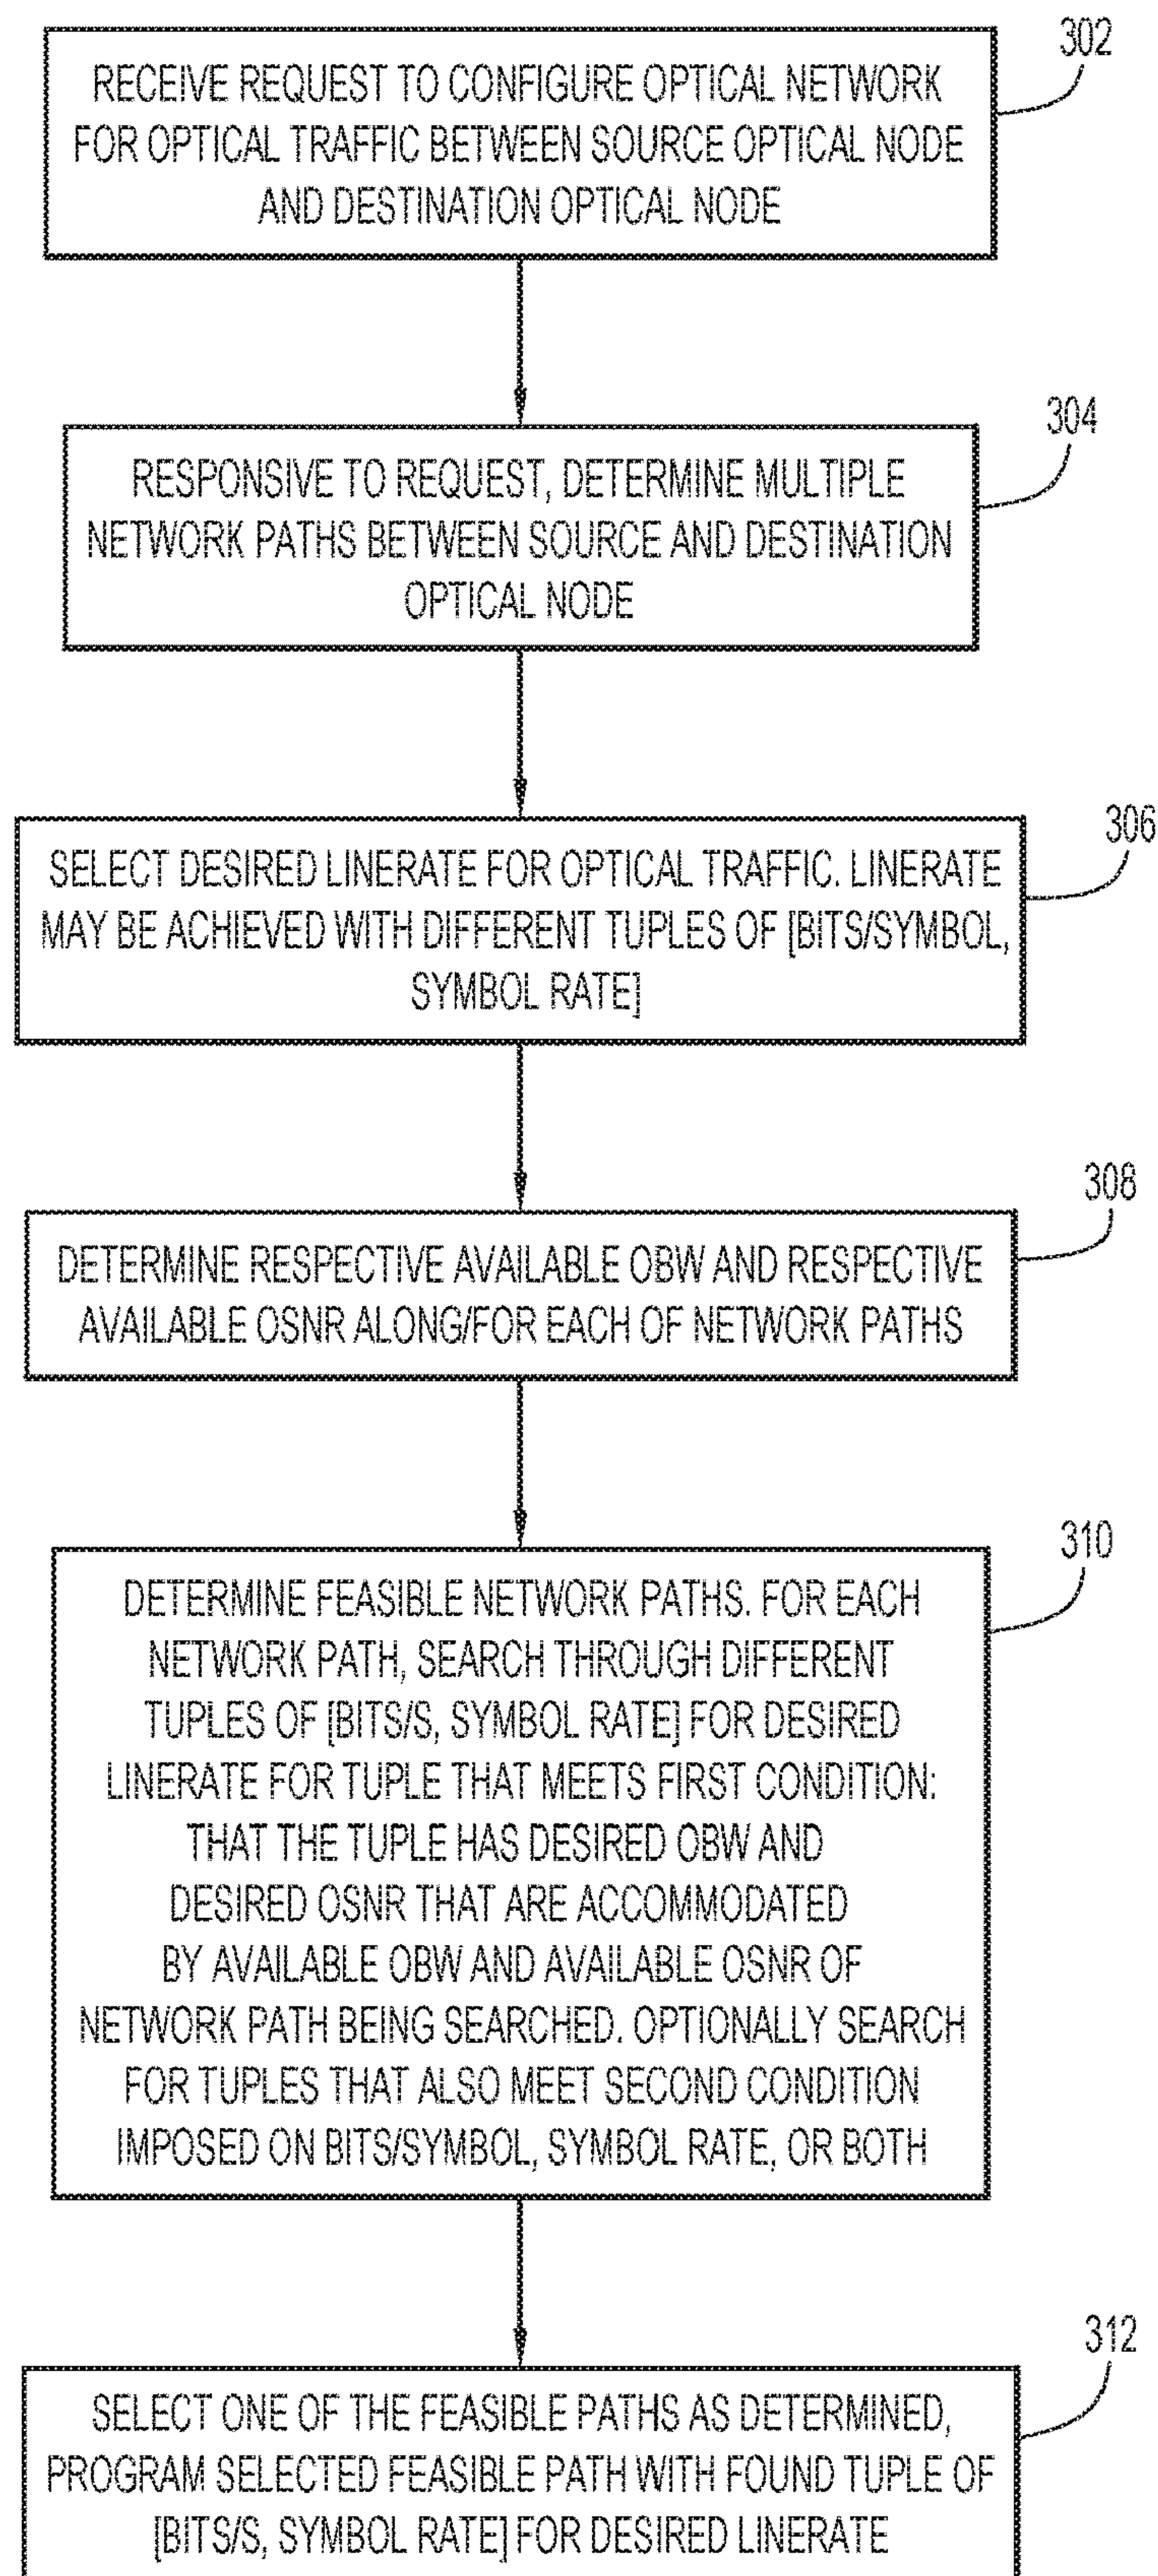 302
RECEIVE REQUEST TO CONFIGURE OPTICAL NETWORK
FOR OPTICAL TRAFFIC BETWEEN SOURCE OPTICAL NODE
AND DESTINATION OPTICAL NODE
304
RESPONSIVE TO REQUEST, DETERMINE MULTIPLE
NETWORK PATHS BETWEEN SOURCE AND DESTINATION
OPTICAL NODE
306
SELECT DESIRED LINERATE FOR OPTICAL TRAFFIC. LINERATE
MAY BE ACHIEVED WITH DIFFERENT TUPLES OF [BITS/SYMBOL,
SYMBOL RATE]
308
DETERMINE RESPECTIVE AVAILABLE OBW AND RESPECTIVE
AVAILABLE OSNR ALONG/FOR EACH OF NETWORK PATHS
310
DETERMINE FEASIBLE NETWORK PATHS. FOR EACH
NETWORK PATH, SEARCH THROUGH DIFFERENT
TUPLES OF [BITS/S, SYMBOL RATE] FOR DESIRED
LINERATE FOR TUPLE THAT MEETS FIRST CONDITION:
THAT THE TUPLE HAS DESIRED OBW AND
DESIRED OSNR THAT ARE ACCOMMODATED
BY AVAILABLE OBW AND AVAILABLE OSNR OF
NETWORK PATH BEING SEARCHED. OPTIONALLY SEARCH
FOR TUPLES THAT ALSO MEET SECOND CONDITION
IMPOSED ON BITS/SYMBOL, SYMBOL RATE, OR BOTH
312
SELECT ONE OF THE FEASIBLE PATHS AS DETERMINED,
PROGRAM SELECTED FEASIBLE PATH WITH FOUND TUPLE OF
[BITS/S, SYMBOL RATE] FOR DESIRED LINERATE